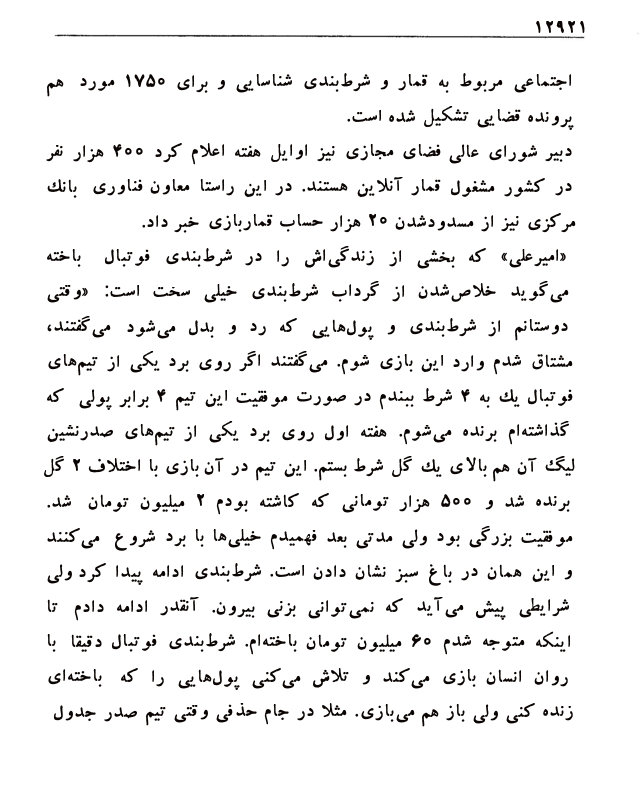 ۱۲۹۲۱
اجتماعی مربوط به قمار و شرط‌بندی شناسایی و برای ۱۷۵۰ مورد هم
پرونده قضایی تشکیل شده است.
دبیر شورای عالی فضای مجازی نیز اوایل هفته اعلام کرد ۴۰۰ هزار نفر
در کشور مشغول قمار آنلاین هستند. در این راستا معاون فناوری بانک
مرکزی نیز از مسدودشدن ۲۰ هزار حساب قماربازی خبر داد.
«امیرعلی» که بخشی از زندگی‌اش را در شرط‌بندی فوتبال باخته
می‌گوید خلاص‌شدن از گرداب شرط‌بندی خیلی سخت است: «وقتی
دوستانم از شرط‌بندی و پول‌هایی که رد و بدل می‌شود می‌گفتند،
مشتاق شدم وارد این بازی شوم. می‌گفتند اگر روی برد یکی از تیم‌های
فوتبال یك به ۴ شرط ببندم در صورت موفقیت این تیم ۴ برابر پولی که
گذاشته‌ام برنده می‌شوم. هفته اول روی برد یکی از تیم‌های صدرنشین
لیگ آن هم بالای یك گل شرط بستم. این تیم در آن بازی با اختلاف ۲ گل
برنده شد و ۵۰۰ هزار تومانی که کاشته بودم ۲ میلیون تومان شد.
موفقیت بزرگی بود ولی مدتی بعد فهمیدم خیلی‌ها با برد شروع می‌کنند
و این همان در باغ سبز نشان دادن است. شرط‌بندی ادامه پیدا کرد ولی
شرایطی پیش می‌آید که نمی‌توانی بزنی بیرون. آنقدر ادامه دادم تا
اینکه متوجه شدم ۶۰ میلیون تومان باخته‌ام. شرط‌بندی فوتبال دقیقا با
روان انسان بازی می‌کند و تلاش می‌کنی پول‌هایی را که باخته‌ای
زنده کنی ولی باز هم می‌بازی. مثلا در جام حذفی وقتی تیم صدر جدول